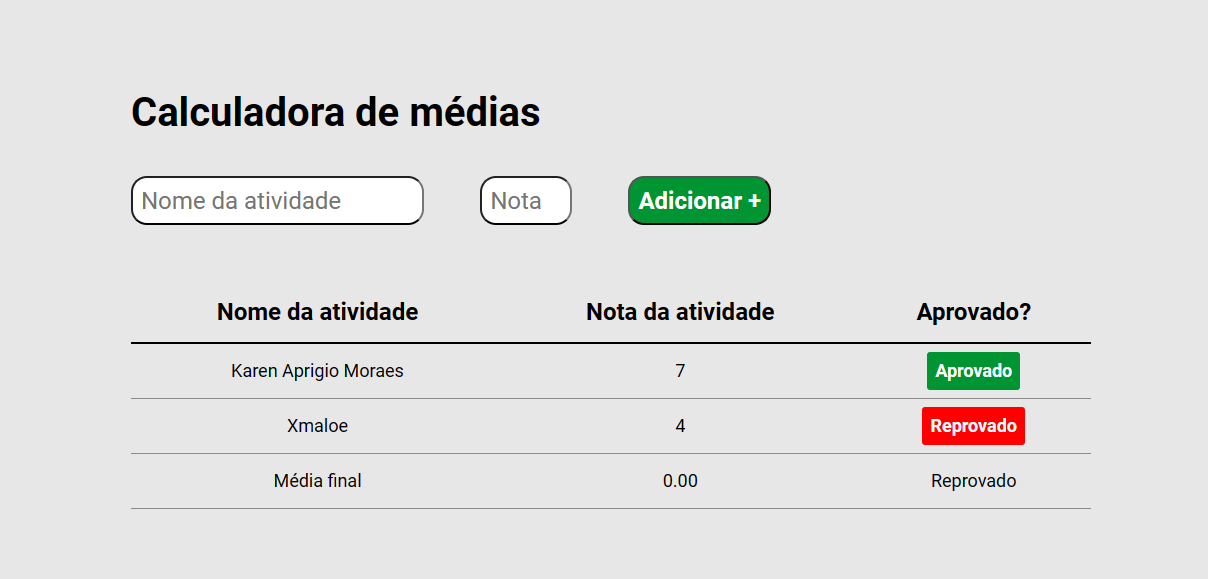 Calculadora de médias
Nome da atividade Nota Adicionar +
Nome da atividade Nota da atividade Aprovado?
Karen Aprigio Moraes 7 Aprovado
Xmaloe 4 Reprovado
Média final 0.00 Reprovado